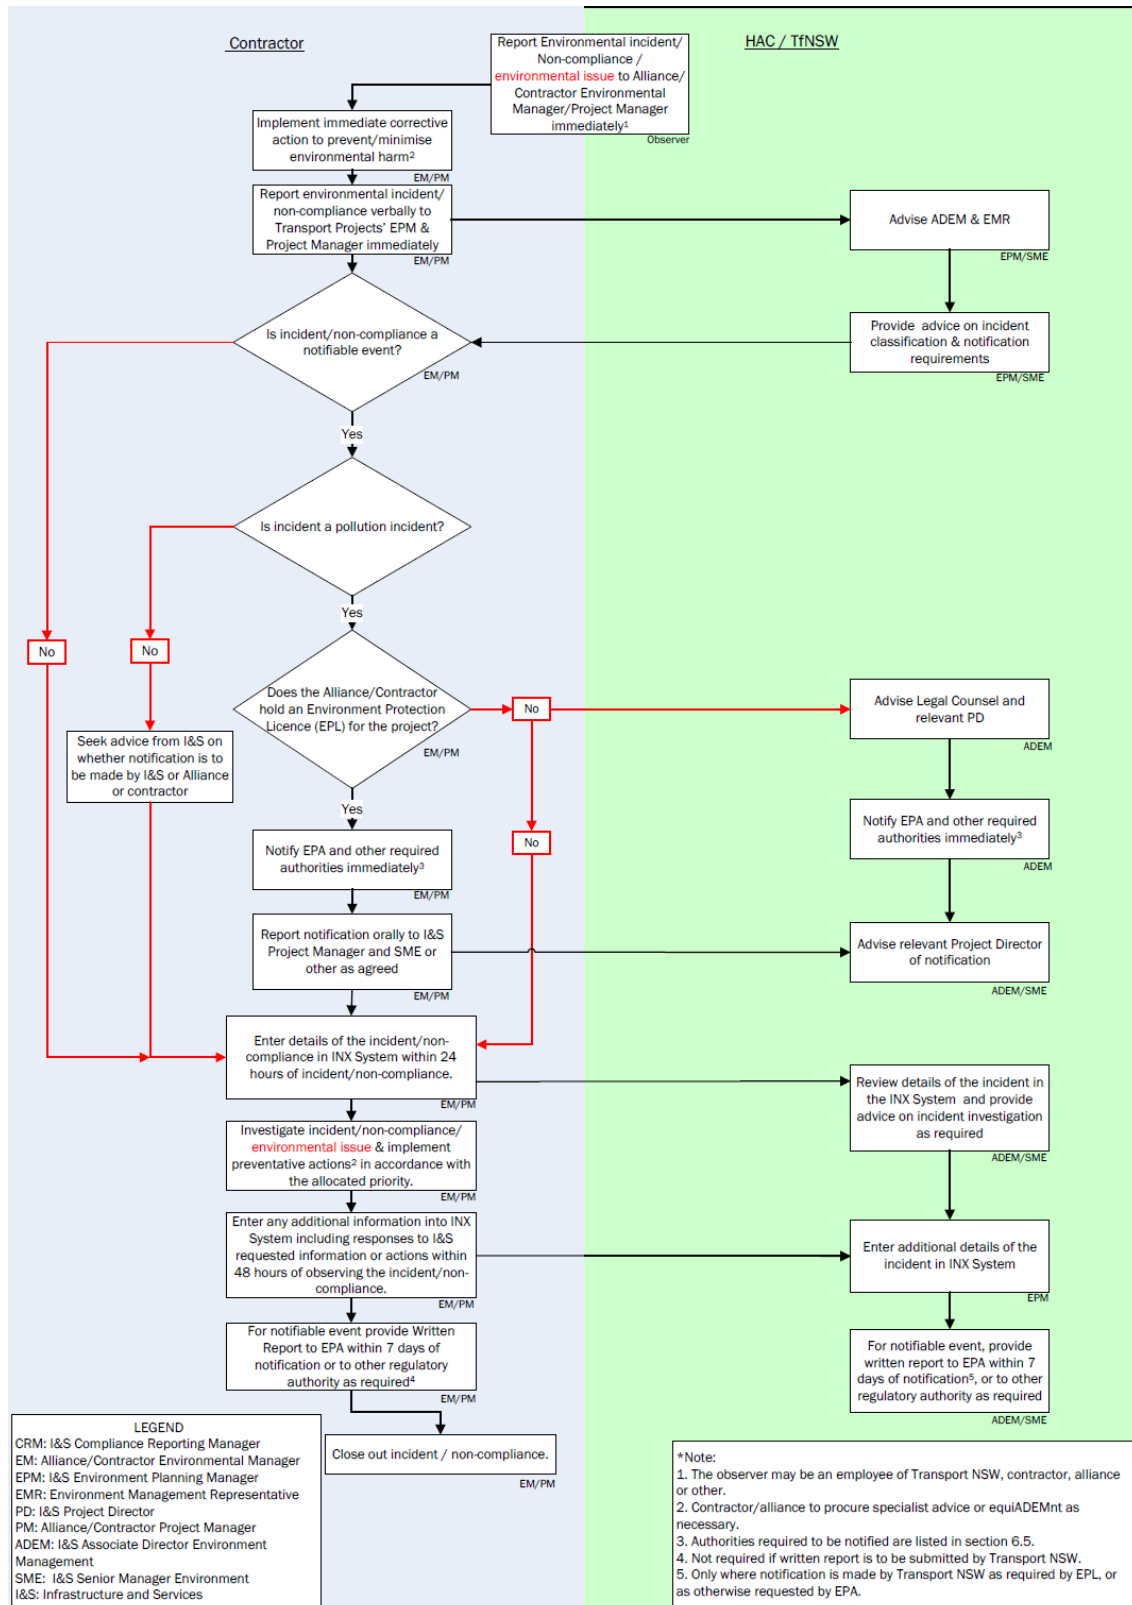 Contractor
HAC / TfNSW
Report Environmental incident/
Non-compliance /
environmental issue to Alliance/
Contractor Environmental
Manager/Project Manager
immediately¹
Observer
Implement immediate corrective
action to prevent/minimise
environmental harm²
EM/PM
Report environmental incident/
non-compliance verbally to
Transport Projects' EPM &
Project Manager immediately
EM/PM
Advise ADEM & EMR
EPM/SME
Is incident/non-compliance a
notifiable event?
EM/PM
Provide advice on incident
classification & notification
requirements
EPM/SME
Yes
Is incident a pollution incident?
Yes
No
No
Does the Alliance/Contractor
hold an Environment Protection
Licence (EPL) for the project?
EM/PM
No
Advise Legal Counsel and
relevant PD
ADEM
Seek advice from I&S on
whether notification is to
be made by I&S or Alliance
or contractor
Yes
No
Notify EPA and other required
authorities immediately³
EM/PM
Notify EPA and other required
authorities immediately³
ADEM
Report notification orally to I&S
Project Manager and SME or
other as agreed
EM/PM
Advise relevant Project Director
of notification
ADEM/SME
Enter details of the incident/non-
compliance in INX System within 24
hours of incident/non-compliance.
EM/PM
Review details of the incident in
the INX System and provide
advice on incident investigation
as required
ADEM/SME
Investigate incident/non-compliance/
environmental issue & implement
preventative actions² in accordance with
the allocated priority.
EM/PM
Enter any additional information into INX
System including responses to I&S
requested information or actions within
48 hours of observing the incident/non-
compliance.
EM/PM
Enter additional details of the
incident in INX System
EPM
For notifiable event provide Written
Report to EPA within 7 days of
notification or to other regulatory
authority as required⁴
EM/PM
For notifiable event, provide
written report to EPA within 7
days of notification⁵, or to other
regulatory authority as required
ADEM/SME
Close out incident / non-compliance.
EM/PM
LEGEND
CRM: I&S Compliance Reporting Manager
EM: Alliance/Contractor Environmental Manager
EPM: I&S Environment Planning Manager
EMR: Environment Management Representative
PD: I&S Project Director
PM: Alliance/Contractor Project Manager
ADEM: I&S Associate Director Environment
Management
SME: I&S Senior Manager Environment
I&S: Infrastructure and Services
*Note:
1. The observer may be an employee of Transport NSW, contractor, alliance
or other.
2. Contractor/alliance to procure specialist advice or equiADEMnt as
necessary.
3. Authorities required to be notified are listed in section 6.5.
4. Not required if written report is to be submitted by Transport NSW.
5. Only where notification is made by Transport NSW as required by EPL, or
as otherwise requested by EPA.